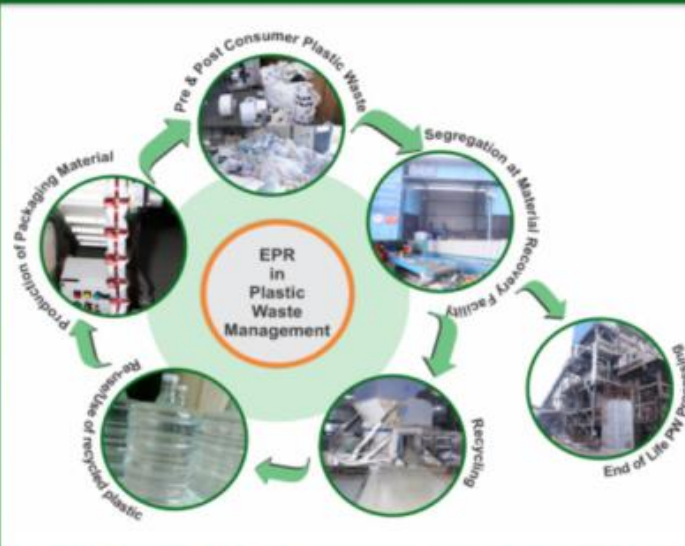 Pre & Post Consumer Plastic Waste
Segregation at Material Recovery Facility
Production of Packaging Material
EPR
in
Plastic
Waste
Management
Re-use/Use of recycled plastic
Recycling
End of Life PW